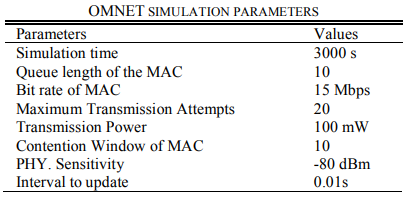 OMNET SIMULATION PARAMETERS
Parameters Values
Simulation time 3000 s
Queue length of the MAC 10
Bit rate of MAC 15 Mbps
Maximum Transmission Attempts 20
Transmission Power 100 mW
Contention Window of MAC 10
PHY. Sensitivity -80 dBm
Interval to update 0.01s